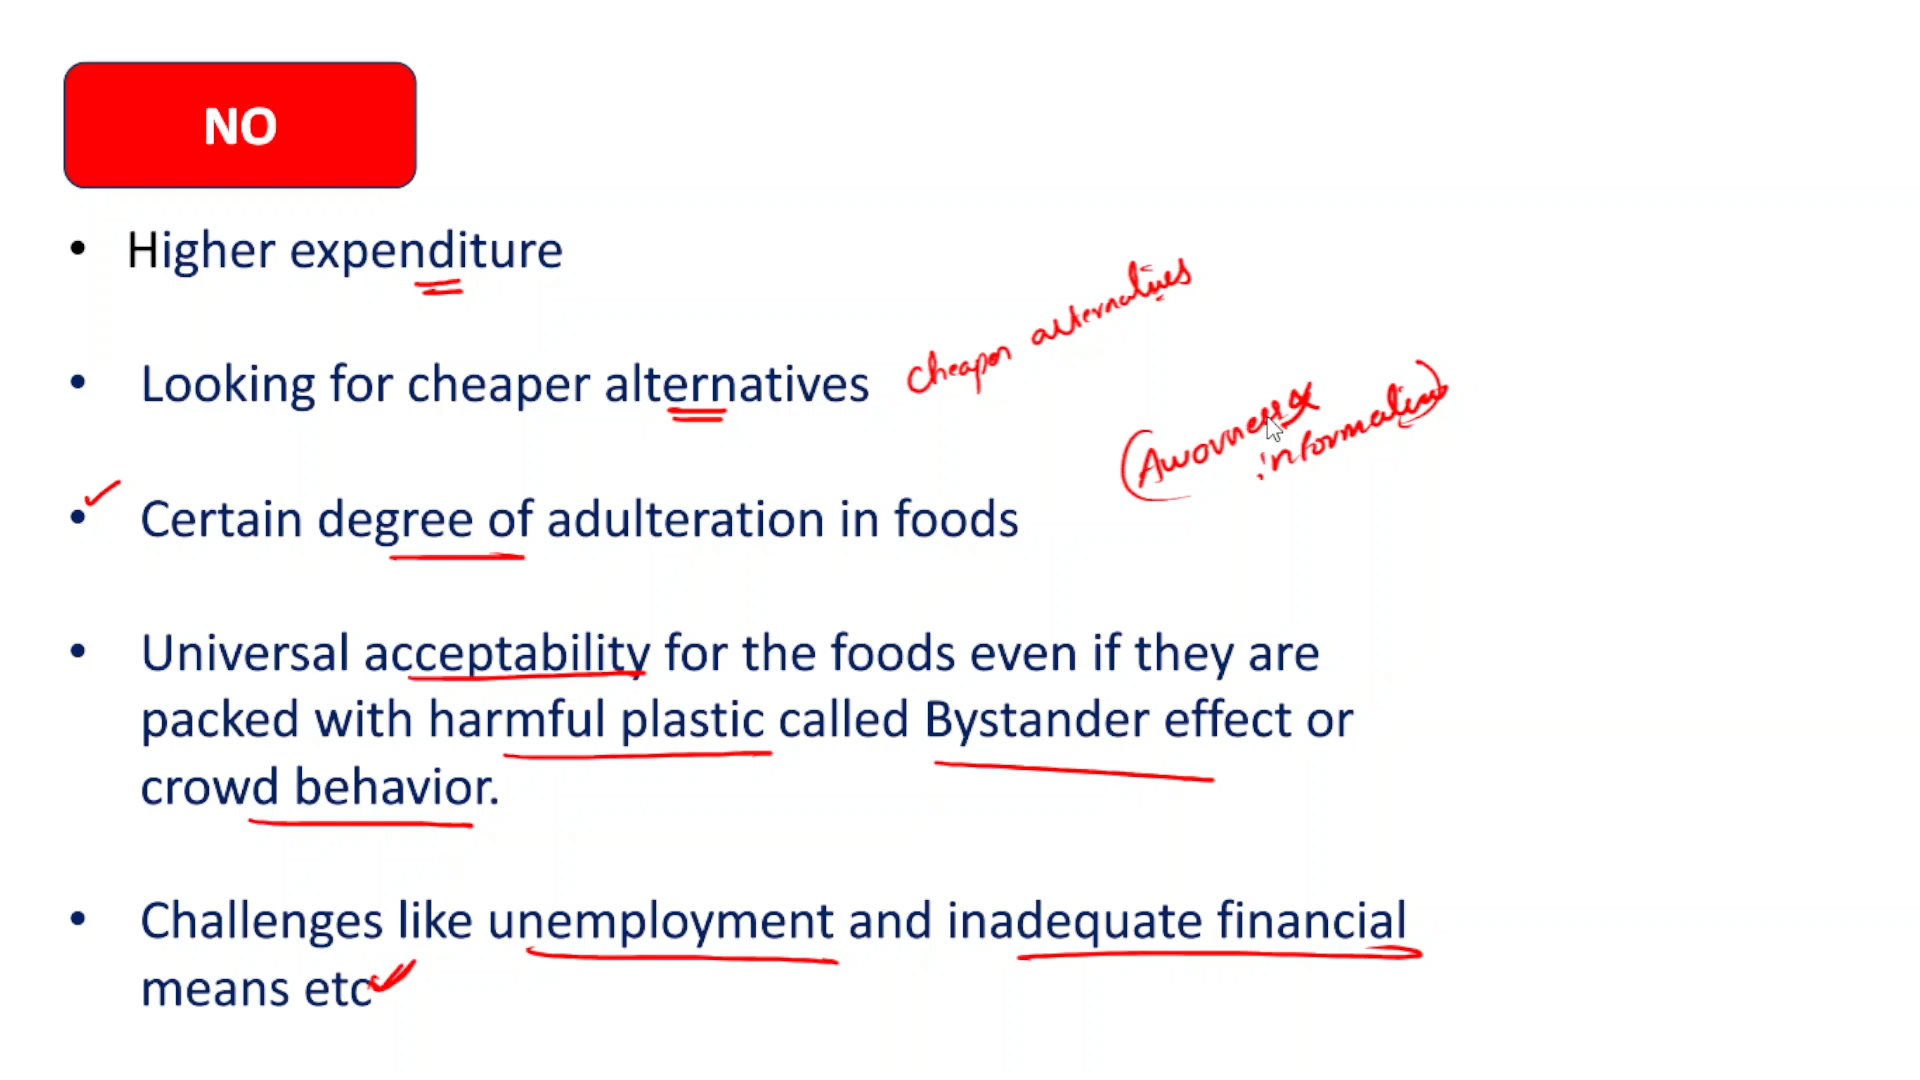 NO
• Higher expenditure
• Looking for cheaper alternatives
cheaper alternatives
(Awarness &
information)
• Certain degree of adulteration in foods
• Universal acceptability for the foods even if they are
packed with harmful plastic called Bystander effect or
crowd behavior.
• Challenges like unemployment and inadequate financial
means etc